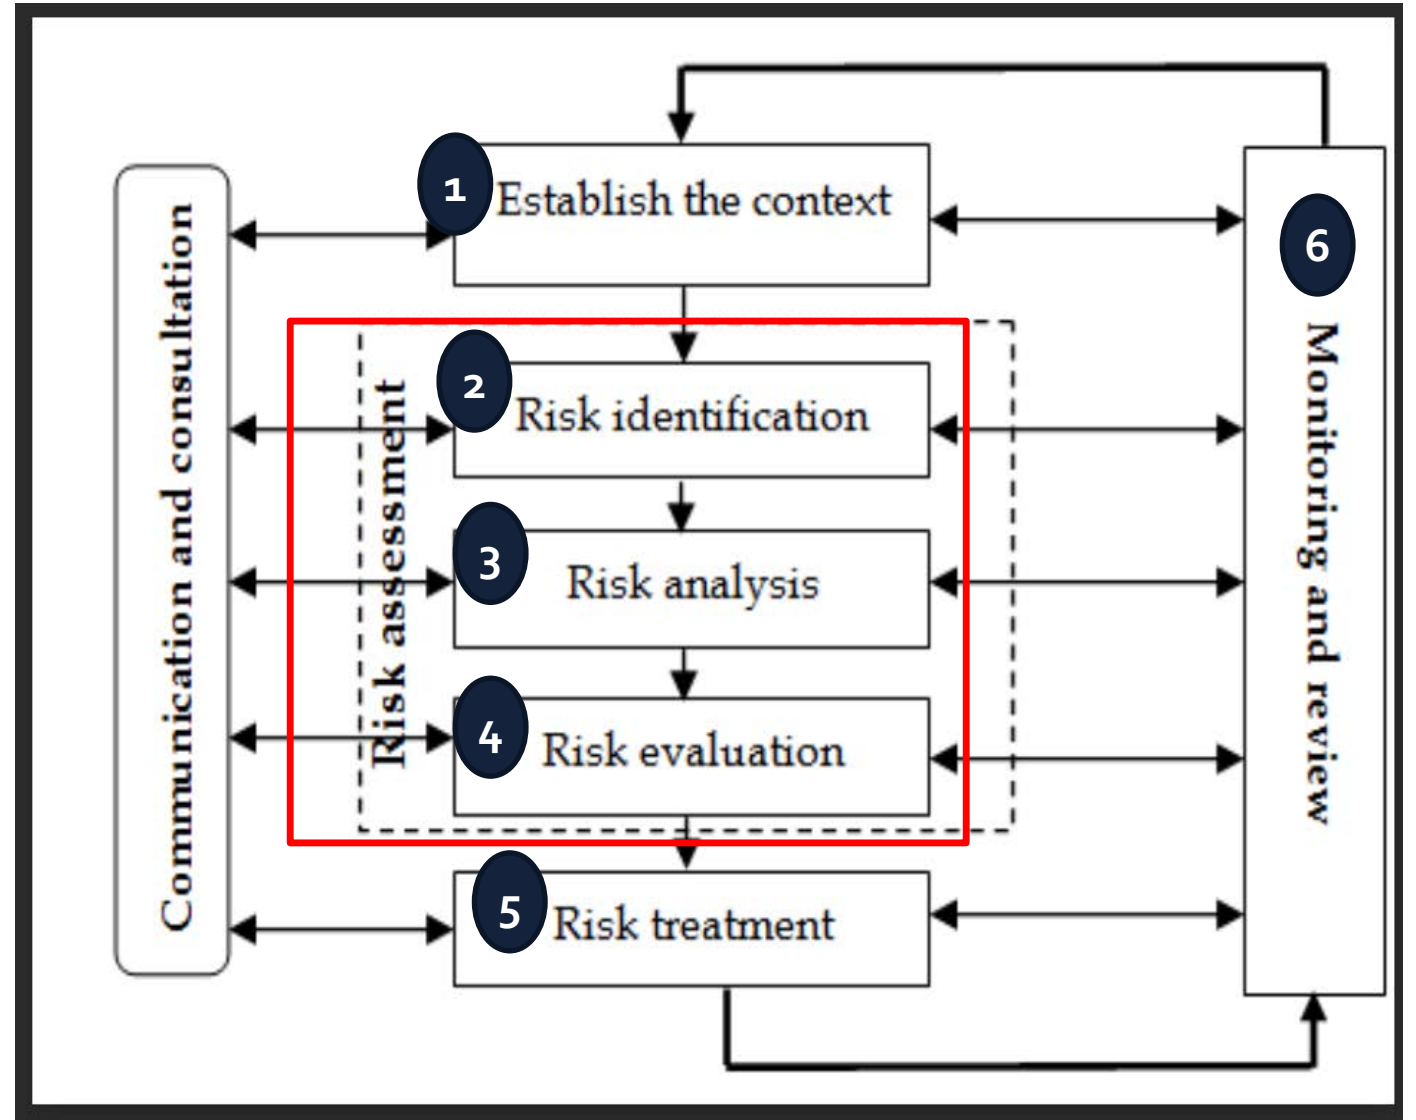 1
Establish the context
2
Risk identification
3
Risk analysis
4
Risk evaluation
5
Risk treatment
Communication and consultation
Risk assessment
6
Monitoring and review